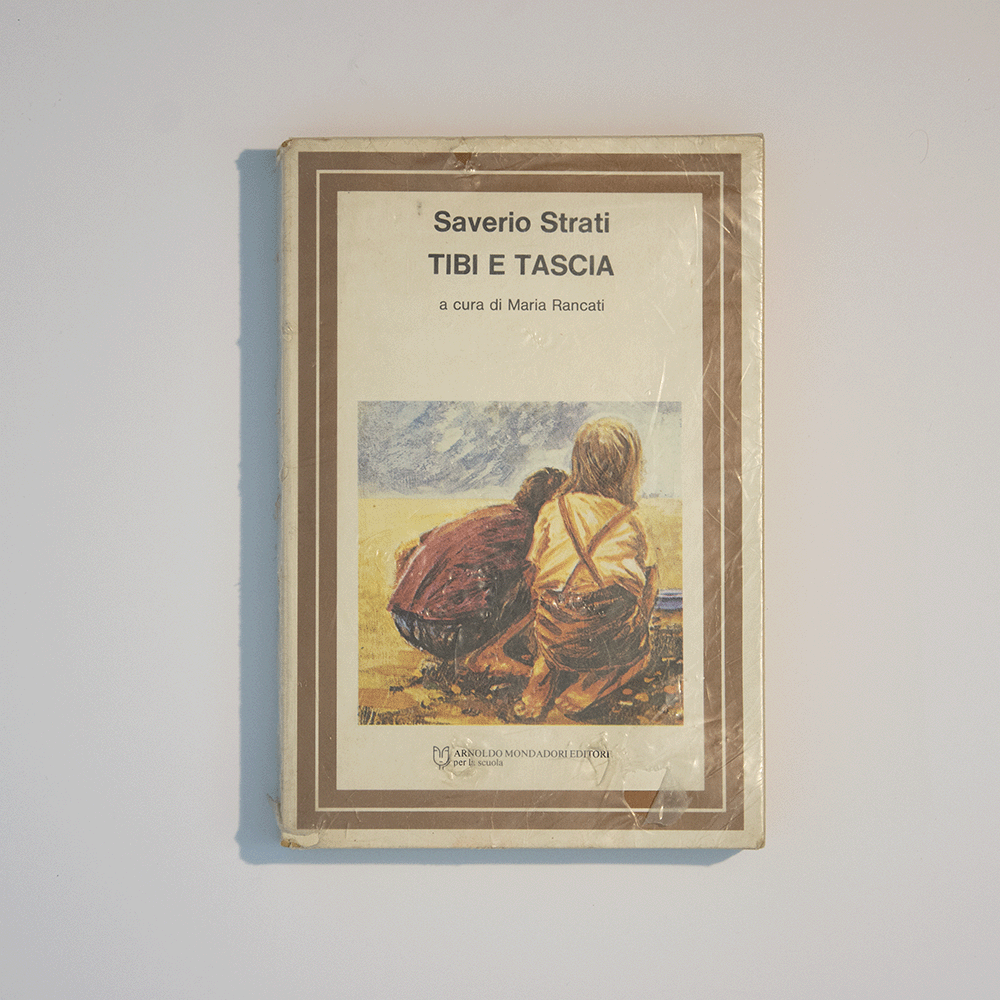 Saverio Strati
TIBI E TASCIA
a cura di Maria Rancati
ARNOLDO MONDADORI EDITORE
per la scuola